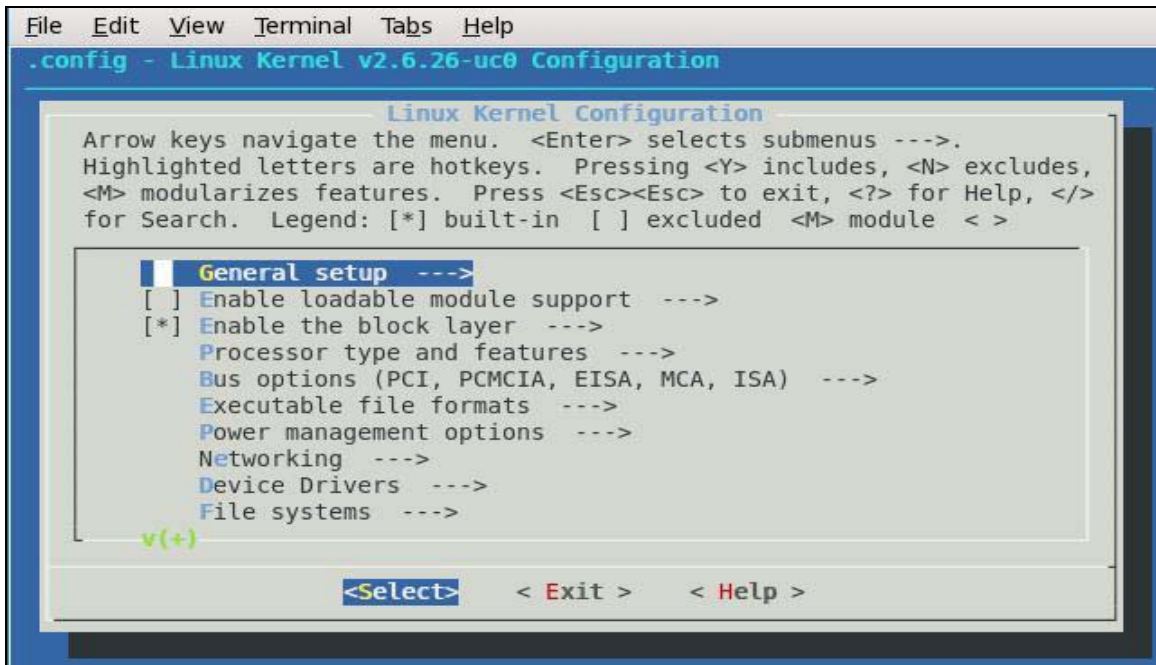 File Edit View Terminal Tabs Help
.config - Linux Kernel v2.6.26-uc0 Configuration
Linux Kernel Configuration
Arrow keys navigate the menu. <Enter> selects submenus --->.
Highlighted letters are hotkeys. Pressing <Y> includes, <N> excludes,
<M> modularizes features. Press <Esc><Esc> to exit, <?> for Help, </>
for Search. Legend: [*] built-in [ ] excluded <M> module < >
General setup --->
[ ] Enable loadable module support --->
[*] Enable the block layer --->
Processor type and features --->
Bus options (PCI, PCMCIA, EISA, MCA, ISA) --->
Executable file formats --->
Power management options --->
Networking --->
Device Drivers --->
File systems --->
v(+)
<Select> < Exit > < Help >